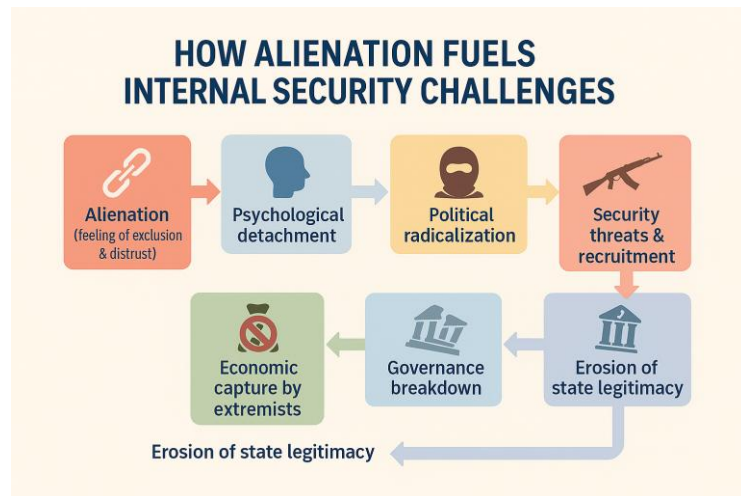 HOW ALIENATION FUELS
INTERNAL SECURITY CHALLENGES
Alienation
(feeling of exclusion
& distrust)
Psychological
detachment
Political
radicalization
Security
threats &
recruitment
Economic
capture by
extremists
Governance
breakdown
Erosion of
state legitimacy
Erosion of state legitimacy